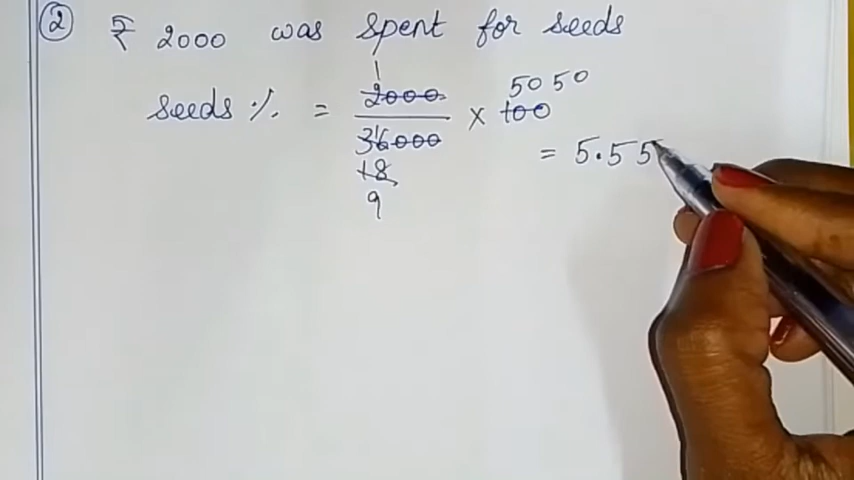 ② ₹ 2000 was spent for seeds
1 50 50
seeds % = 2000 × 100
36000 = 5.55
18
9